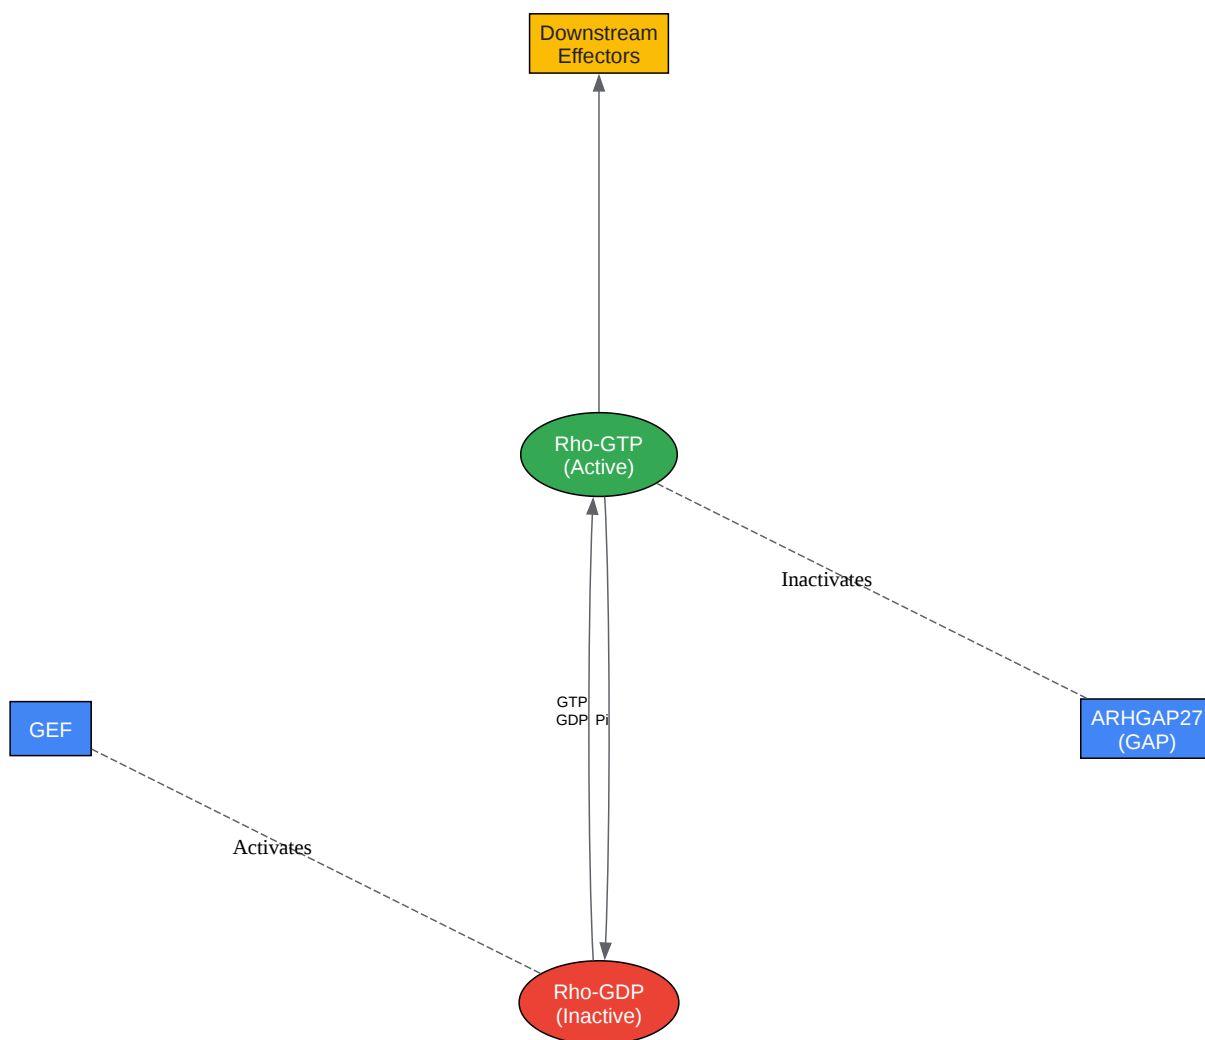 Downstream
Effectors
Rho-GTP
(Active)
Inactivates
GTP
GDP Pi
GEF
ARHGAP27
(GAP)
Activates
Rho-GDP
(Inactive)